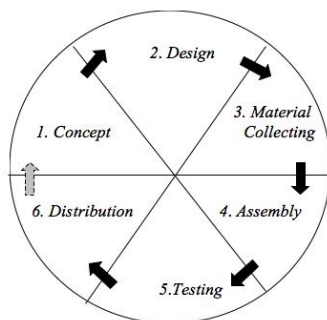 2. Design
1. Concept
3. Material
Collecting
6. Distribution
4. Assembly
5.Testing